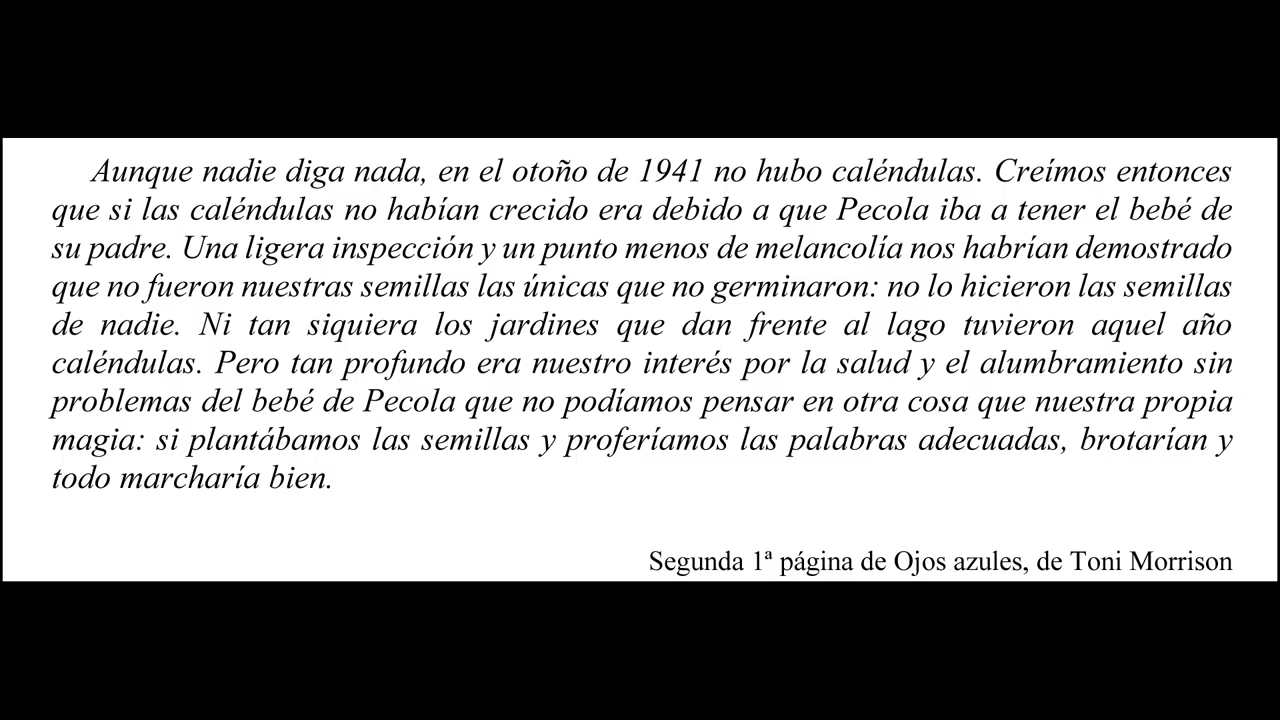 Aunque nadie diga nada, en el otoño de 1941 no hubo caléndulas. Creímos entonces
que si las caléndulas no habían crecido era debido a que Pecola iba a tener el bebé de
su padre. Una ligera inspección y un punto menos de melancolía nos habrían demostrado
que no fueron nuestras semillas las únicas que no germinaron: no lo hicieron las semillas
de nadie. Ni tan siquiera los jardines que dan frente al lago tuvieron aquel año
caléndulas. Pero tan profundo era nuestro interés por la salud y el alumbramiento sin
problemas del bebé de Pecola que no podíamos pensar en otra cosa que nuestra propia
magia: si plantábamos las semillas y proferíamos las palabras adecuadas, brotarían y
todo marcharía bien.
Segunda 1ª página de Ojos azules, de Toni Morrison